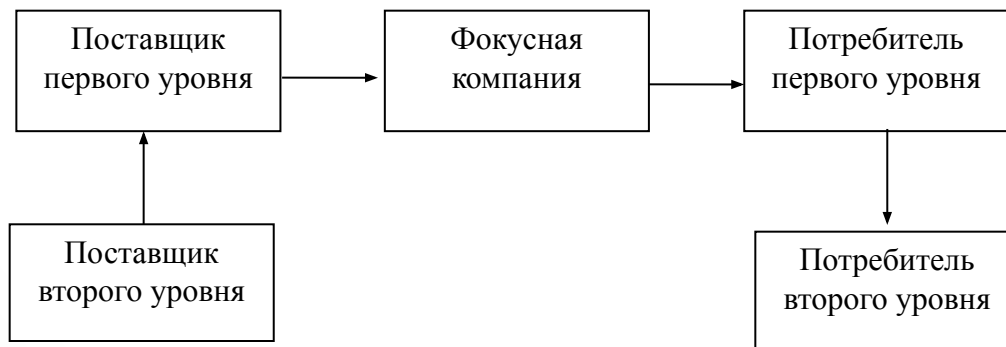 Поставщик
первого уровня
Фокусная
компания
Потребитель
первого уровня
Поставщик
второго уровня
Потребитель
второго уровня